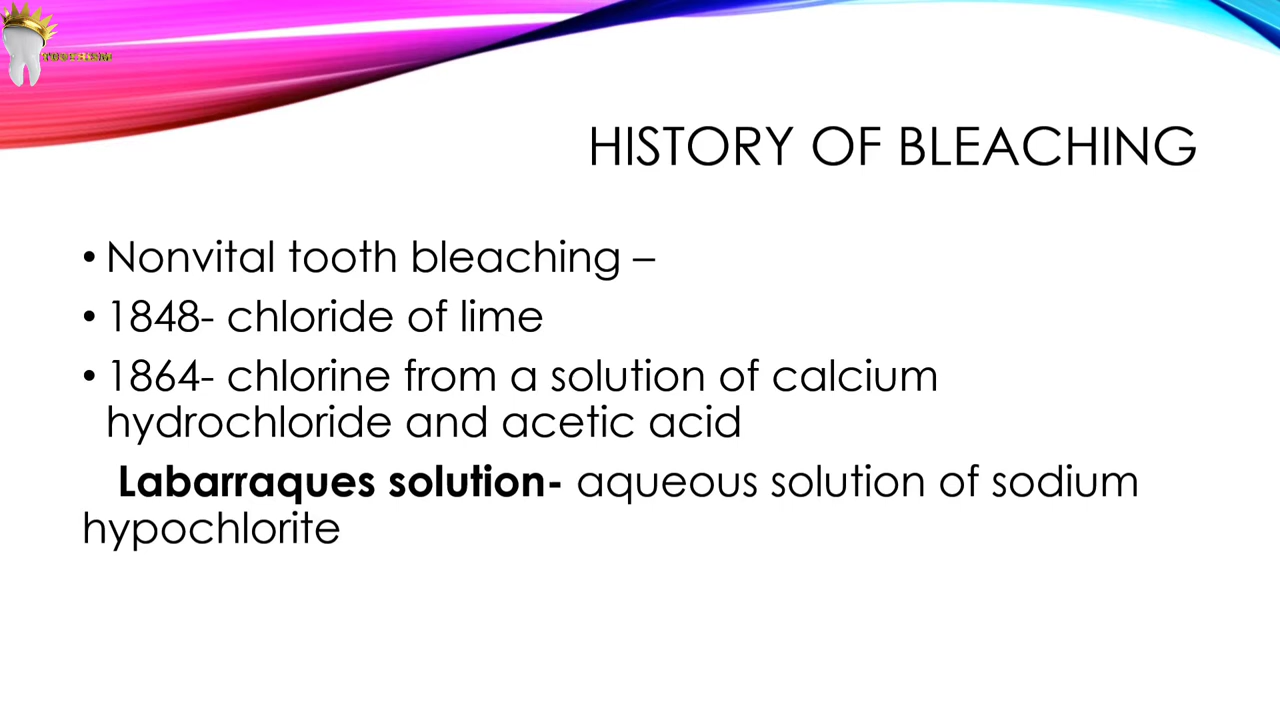 HISTORY OF BLEACHING
• Nonvital tooth bleaching –
• 1848- chloride of lime
• 1864- chlorine from a solution of calcium
hydrochloride and acetic acid
Labarraques solution- aqueous solution of sodium
hypochlorite